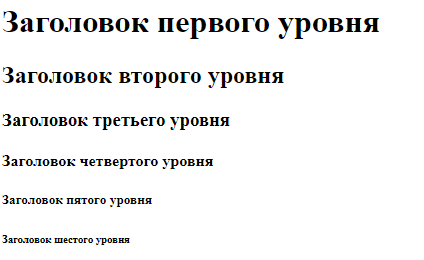 Заголовок первого уровня
Заголовок второго уровня
Заголовок третьего уровня
Заголовок четвертого уровня
Заголовок пятого уровня
Заголовок шестого уровня